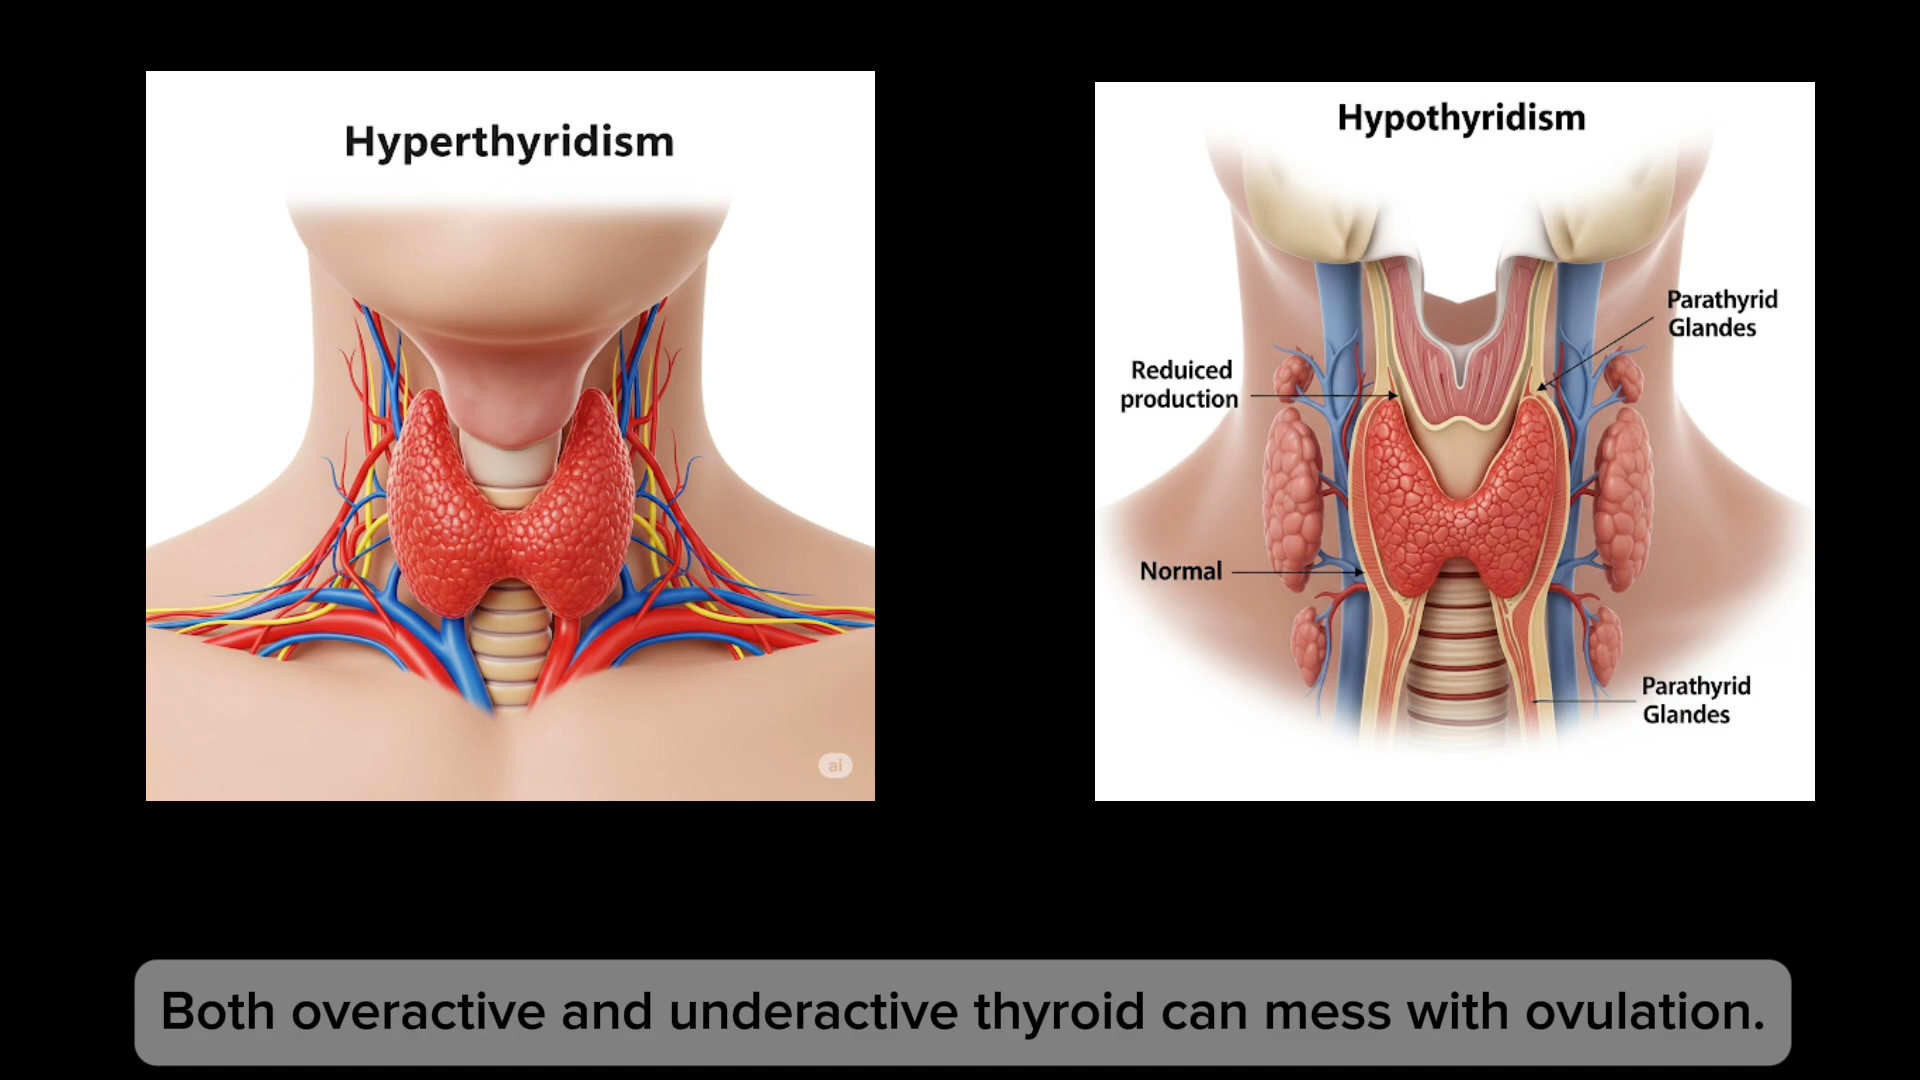 Hyperthyridism
ai
Hypothyridism
Parathyrid
Glandes
Reduiced
production
Normal
Parathyrid
Glandes
Both overactive and underactive thyroid can mess with ovulation.